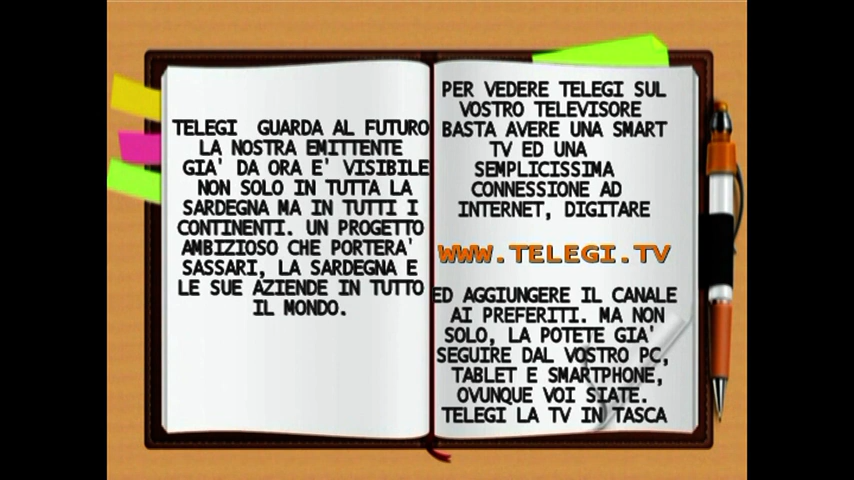 TELEGI GUARDA AL FUTURO
LA NOSTRA EMITTENTE
GIA' DA ORA E' VISIBILE
NON SOLO IN TUTTA LA
SARDEGNA MA IN TUTTI I
CONTINENTI. UN PROGETTO
AMBIZIOSO CHE PORTERA'
SASSARI, LA SARDEGNA E
LE SUE AZIENDE IN TUTTO
IL MONDO.
PER VEDERE TELEGI SUL
VOSTRO TELEVISORE
BASTA AVERE UNA SMART
TV ED UNA
SEMPLICISSIMA
CONNESSIONE AD
INTERNET, DIGITARE
WWW.TELEGI.TV
ED AGGIUNGERE IL CANALE
AI PREFERITI. MA NON
SOLO, LA POTETE GIA'
SEGUIRE DAL VOSTRO PC,
TABLET E SMARTPHONE,
OVUNQUE VOI SIATE.
TELEGI LA TV IN TASCA